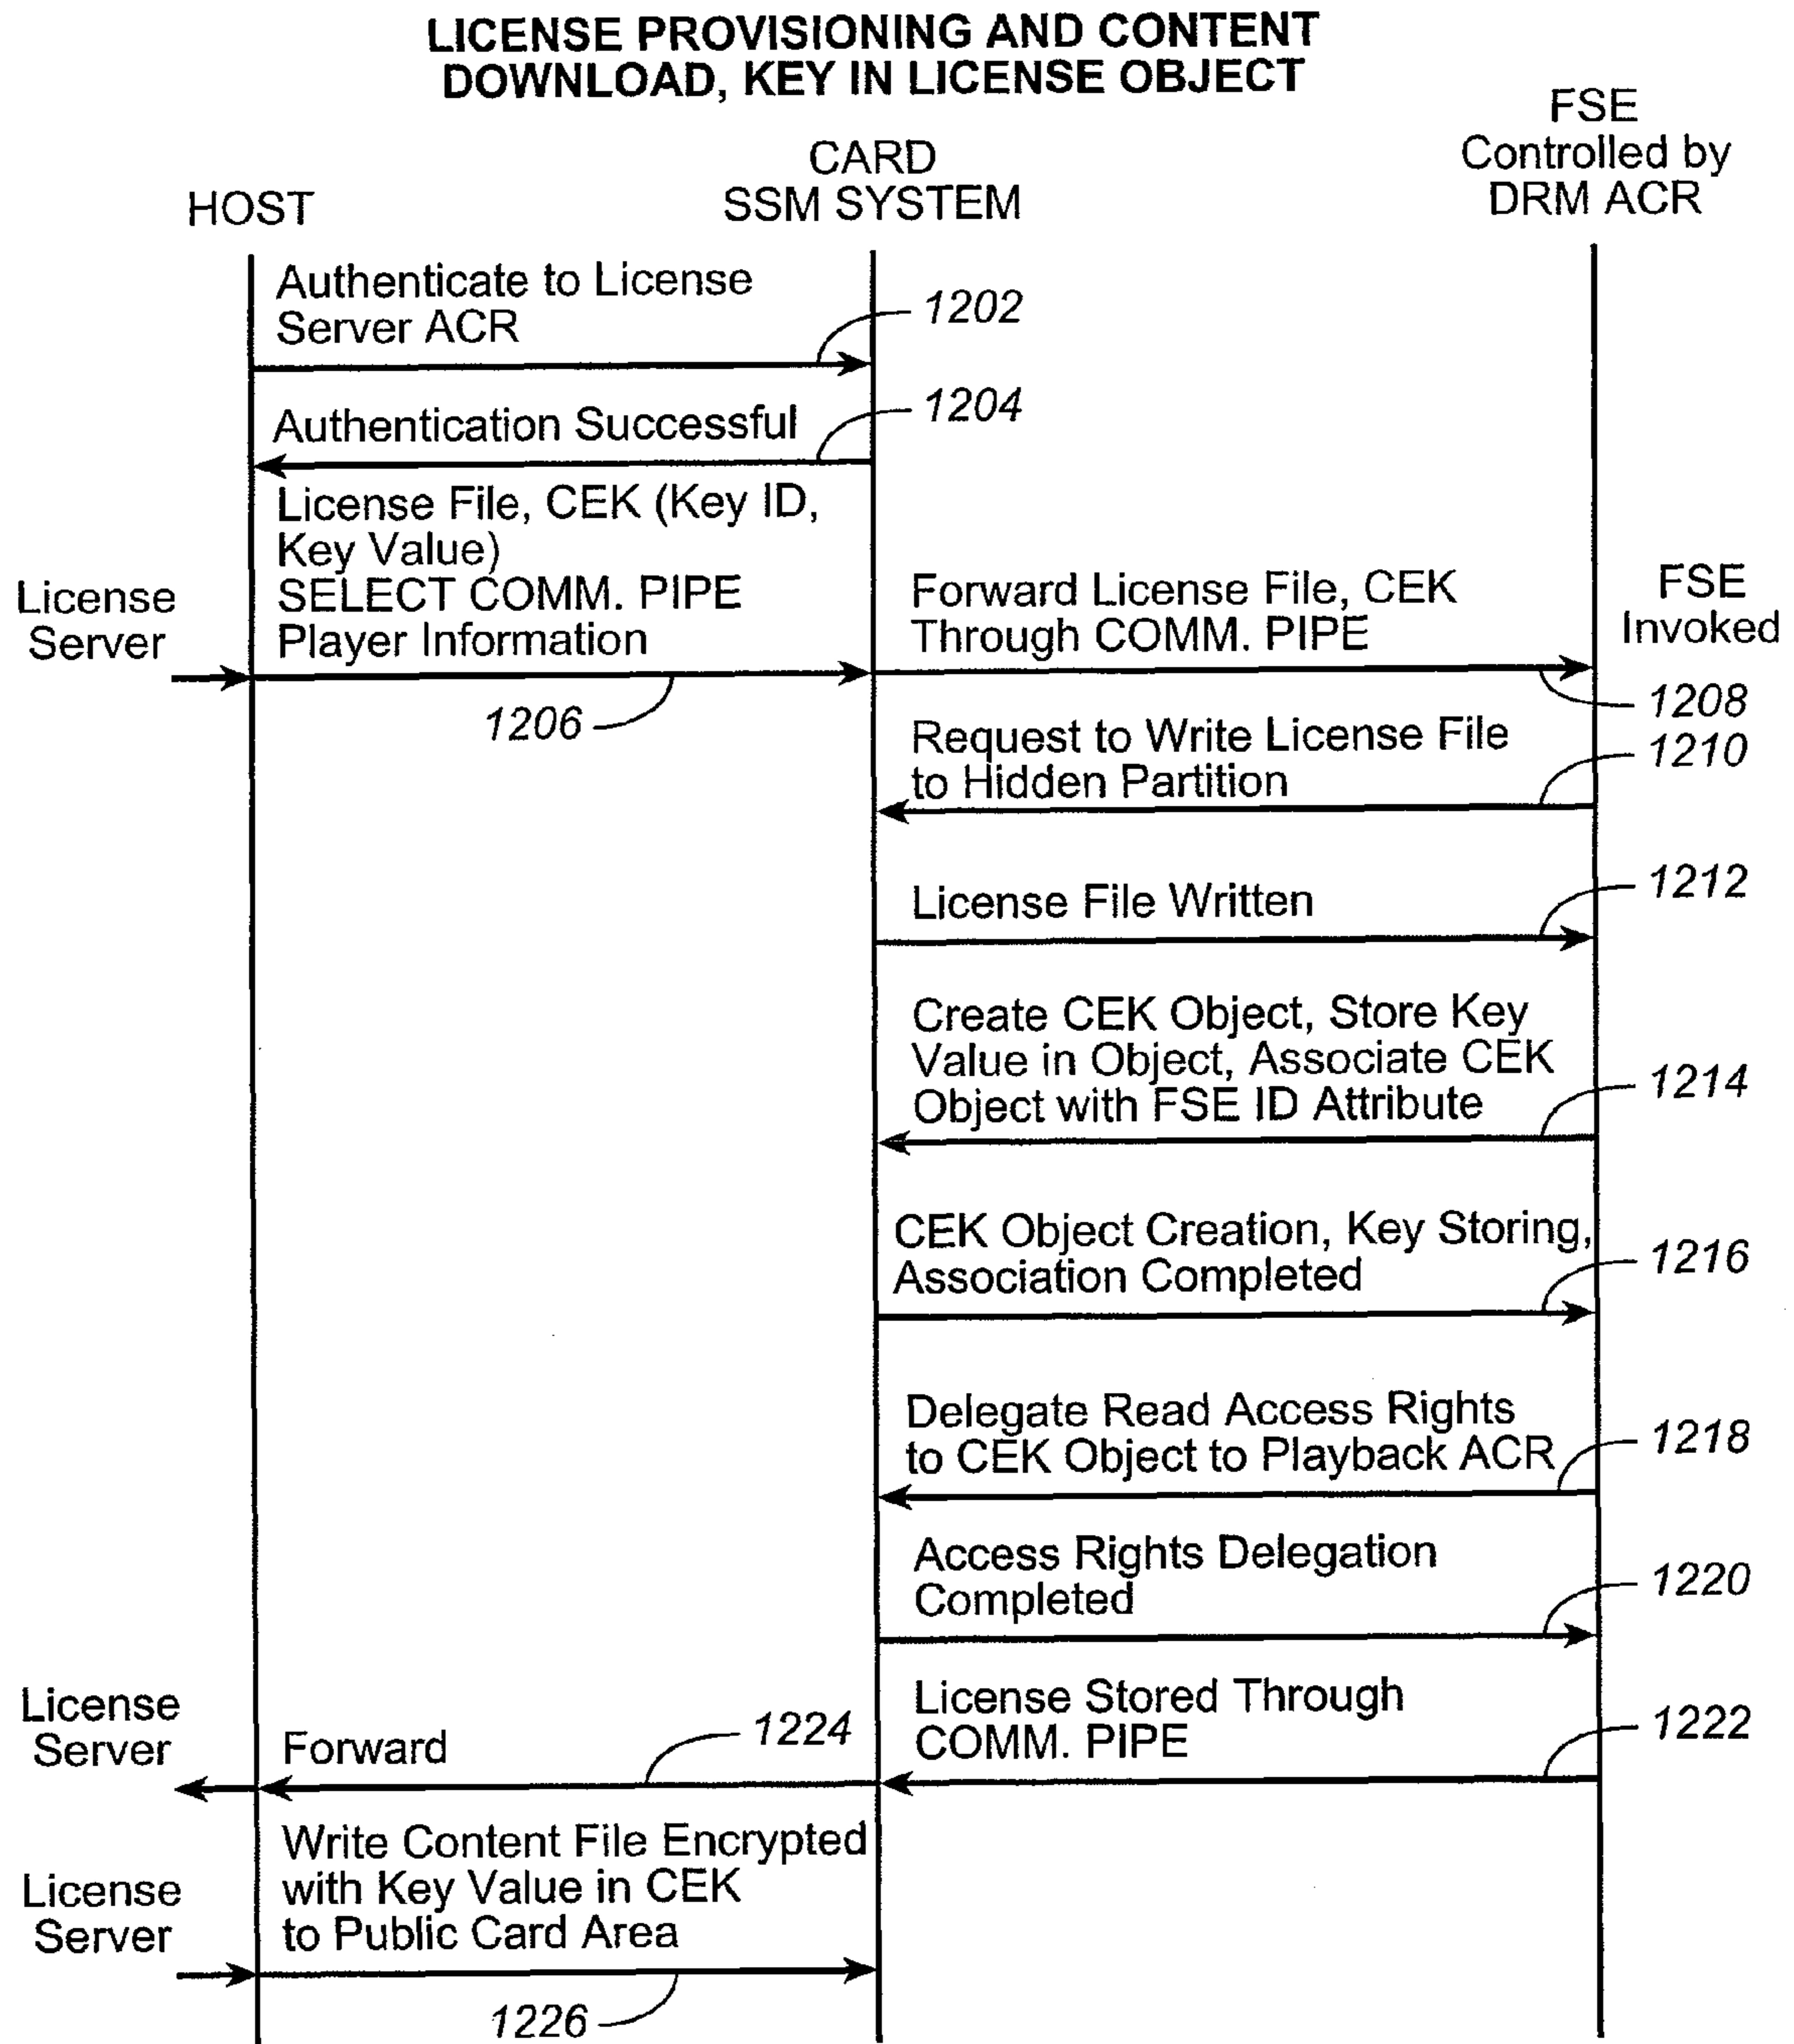 LICENSE PROVISIONING AND CONTENT
DOWNLOAD, KEY IN LICENSE OBJECT
HOST
CARD
SSM SYSTEM
FSE
Controlled by
DRM ACR
Authenticate to License
Server ACR
1202
Authentication Successful
1204
License File, CEK (Key ID,
Key Value)
SELECT COMM. PIPE
Player Information
License
Server
1206
Forward License File, CEK
Through COMM. PIPE
FSE
Invoked
1208
Request to Write License File
to Hidden Partition
1210
License File Written
1212
Create CEK Object, Store Key
Value in Object, Associate CEK
Object with FSE ID Attribute
1214
CEK Object Creation, Key Storing,
Association Completed
1216
Delegate Read Access Rights
to CEK Object to Playback ACR
1218
Access Rights Delegation
Completed
1220
License Stored Through
COMM. PIPE
1222
License
Server
Forward
1224
Write Content File Encrypted
with Key Value in CEK
to Public Card Area
License
Server
1226